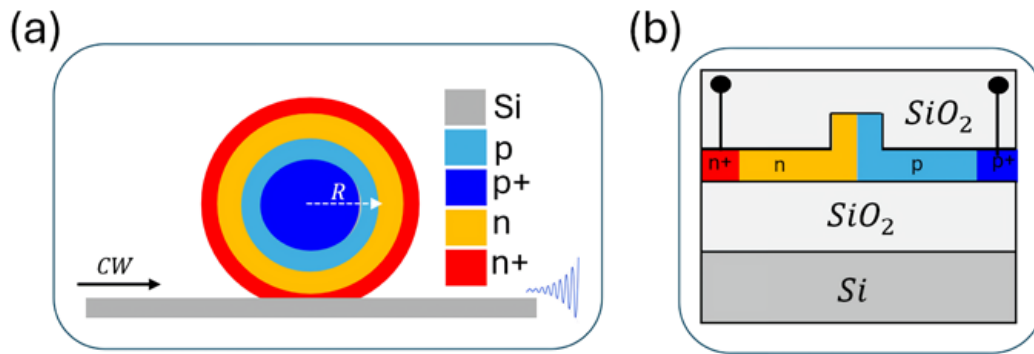 (a)
Si
p
p+
n
n+
R
CW
(b)
SiO₂
n+ n p p+
SiO₂
Si